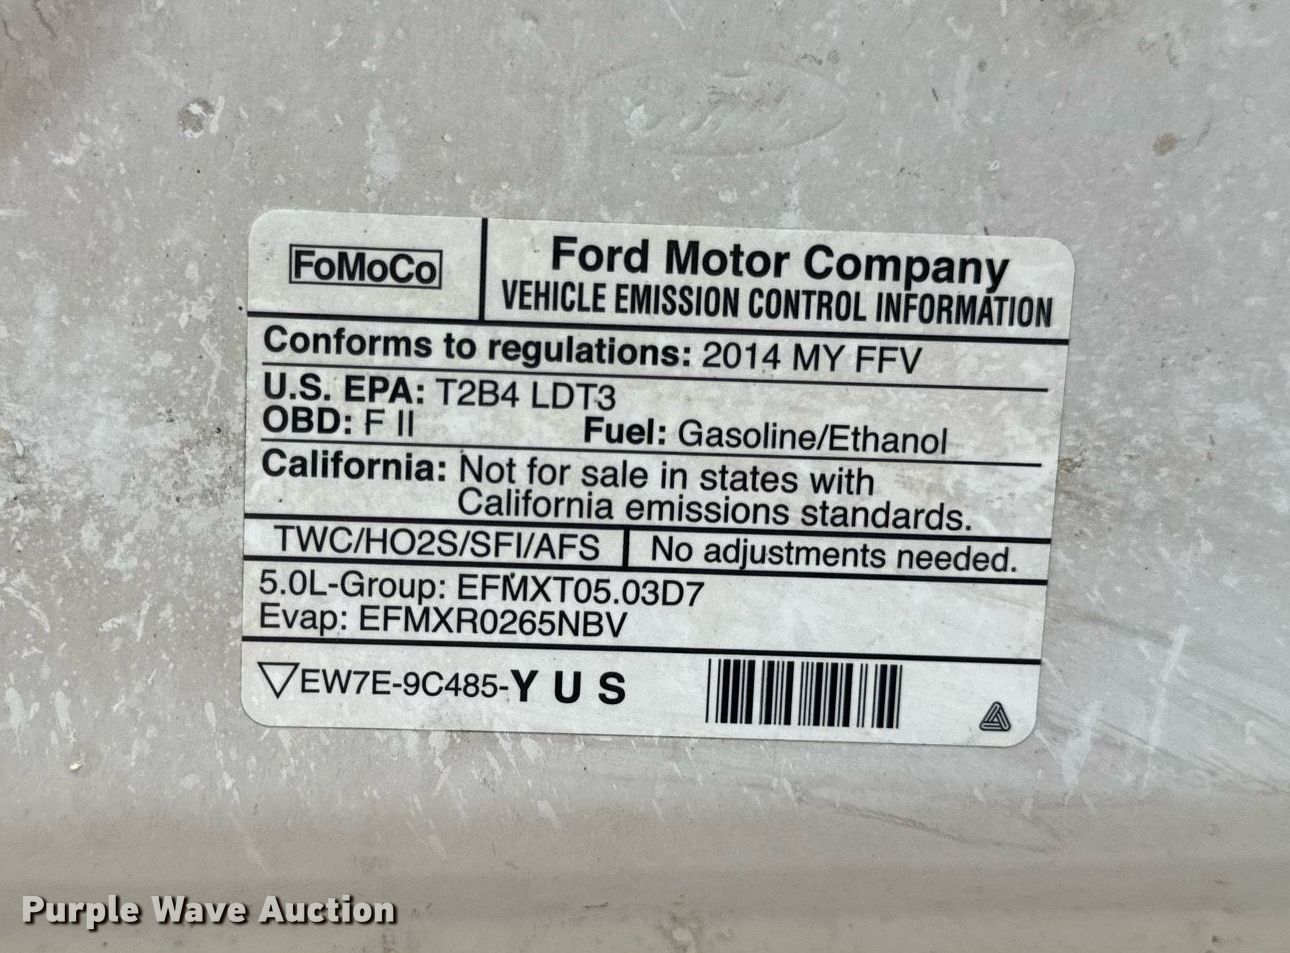 FoMoCo
Ford Motor Company
VEHICLE EMISSION CONTROL INFORMATION
Conforms to regulations: 2014 MY FFV
U.S. EPA: T2B4 LDT3
OBD: F II Fuel: Gasoline/Ethanol
California: Not for sale in states with
California emissions standards.
TWC/HO2S/SFI/AFS No adjustments needed.
5.0L-Group: EFMXT05.03D7
Evap: EFMXR0265NBV
▽EW7E-9C485-Y U S
Purple Wave Auction